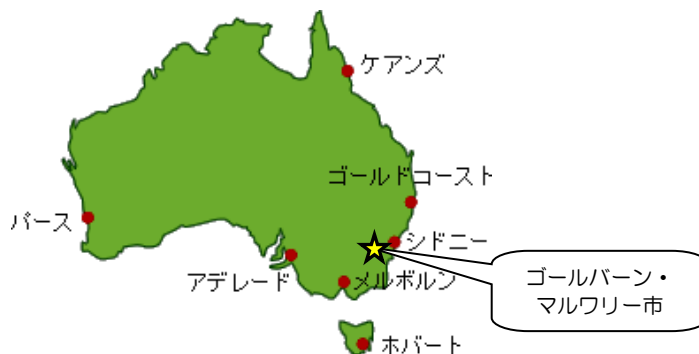 ケアンズ
ゴールドコースト
パース
シドニー
アデレード
メルボルン
ゴールバーン・
マルワリー市
ホバート